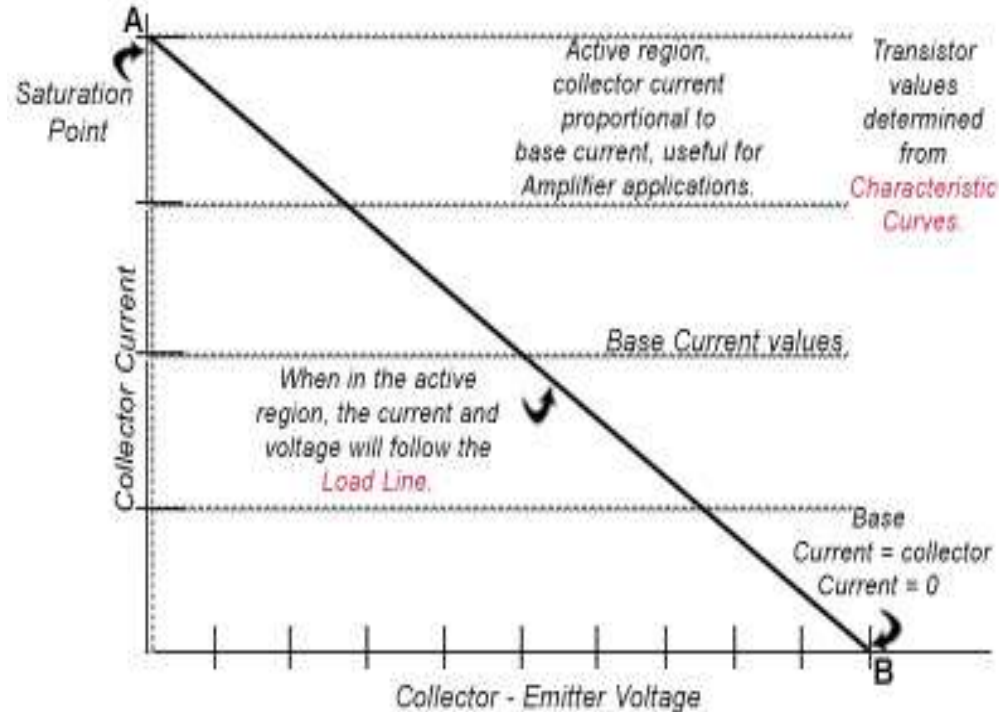 A
Saturation
Point
Active region,
collector current
proportional to
base current, useful for
Amplifier applications.
Transistor
values
determined
from
Characteristic
Curves.
Collector Current
Base Current values
When in the active
region, the current and
voltage will follow the
Load Line.
Base
Current = collector
Current = 0
B
Collector - Emitter Voltage